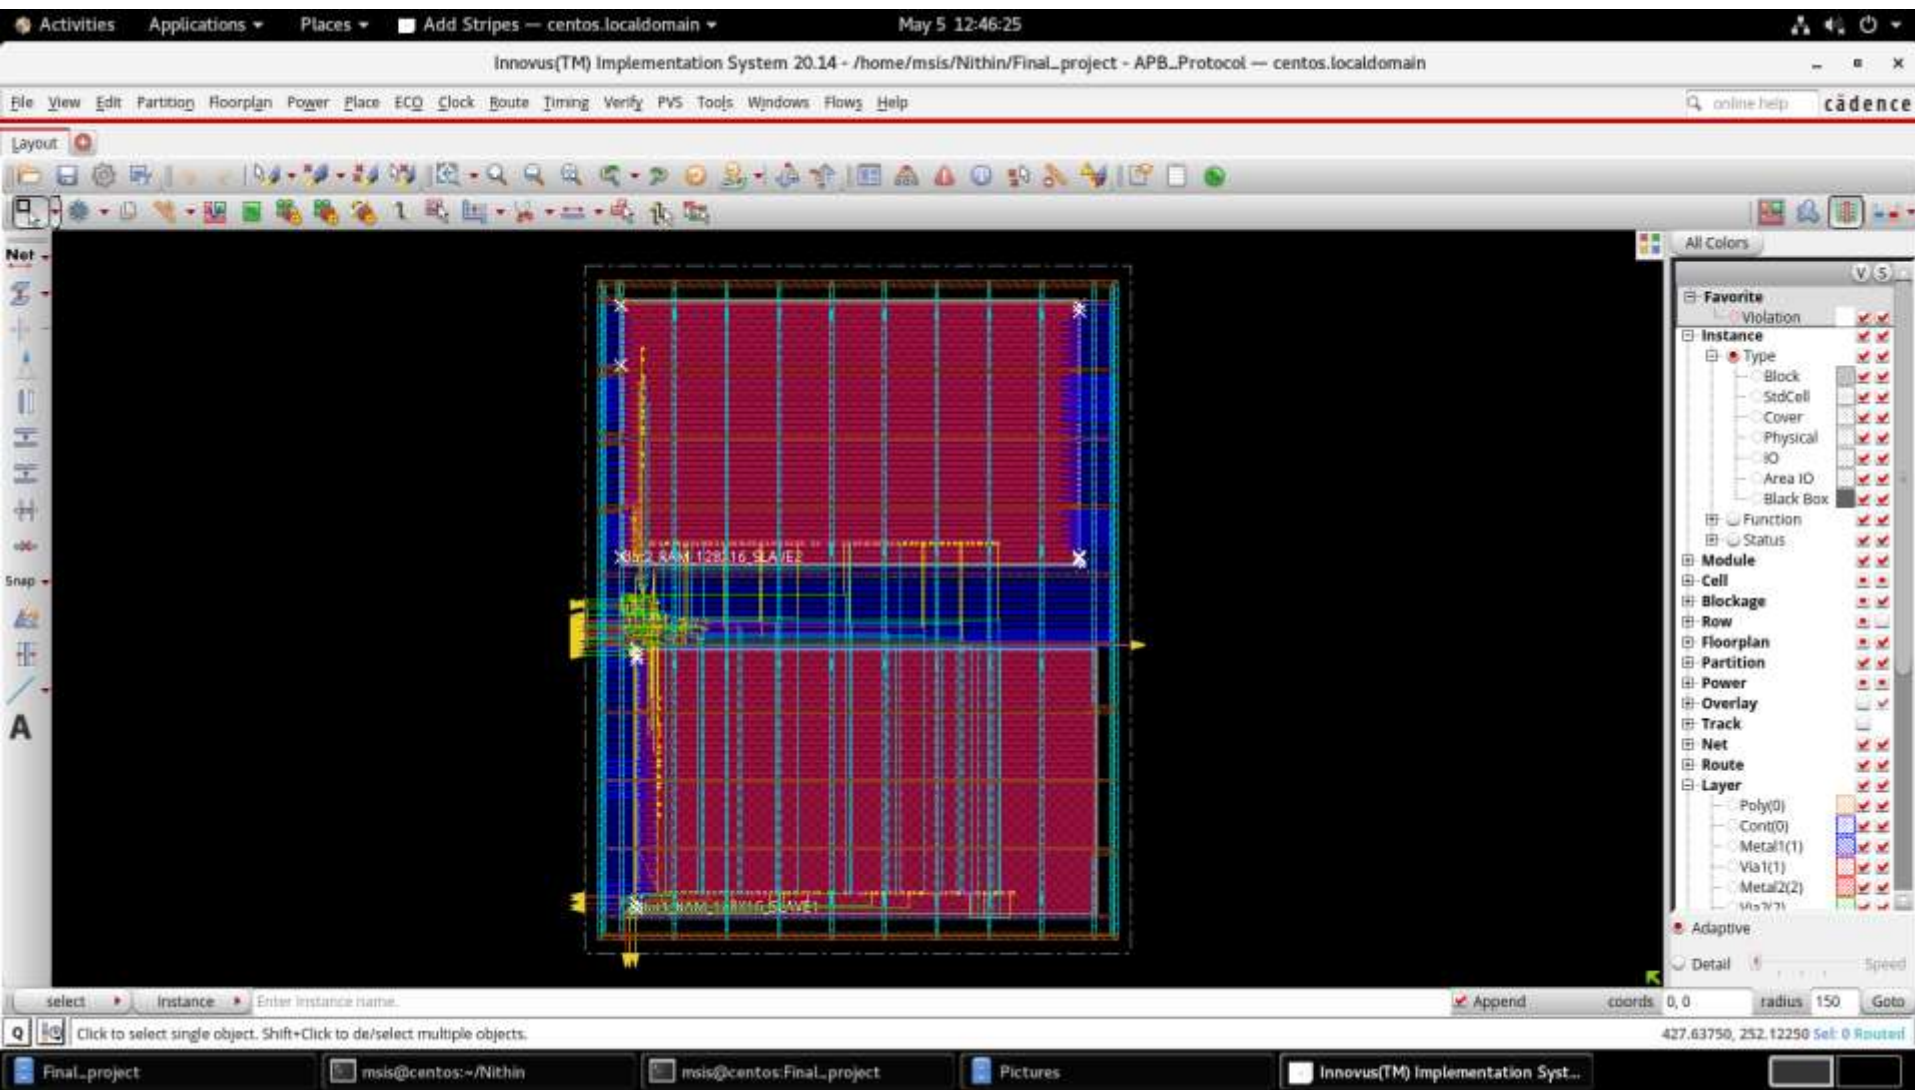 Activities Applications Places Add Stripes — centos.localdomain May 5 12:46:25
Innovus(TM) Implementation System 20.14 - /home/msis/Nithin/Final_project - APB_Protocol — centos.localdomain
File View Edit Partition Floorplan Power Place ECO Clock Route Timing Verify PVS Tools Windows Flows Help online help cādence
Layout
Net
All Colors
V S
Favorite
Violation
Instance
Type
Block
StdCell
Cover
Physical
IO
Area IO
Black Box
Function
Status
Module
Cell
Blockage
Row
Floorplan
Partition
Power
Overlay
Track
Net
Route
Layer
Poly(0)
Cont(0)
Metal1(1)
Via1(1)
Metal2(2)
Via2(2)
Snap
A
Adaptive
Detail Speed
select Instance Enter Instance name. Append coords 0, 0 radius 150 Goto
Q Click to select single object. Shift+Click to de/select multiple objects. 427.63750, 252.12250 Sel: 0 Routed
Final_project msis@centos:~/Nithin msis@centos:Final_project Pictures Innovus(TM) Implementation Syst...